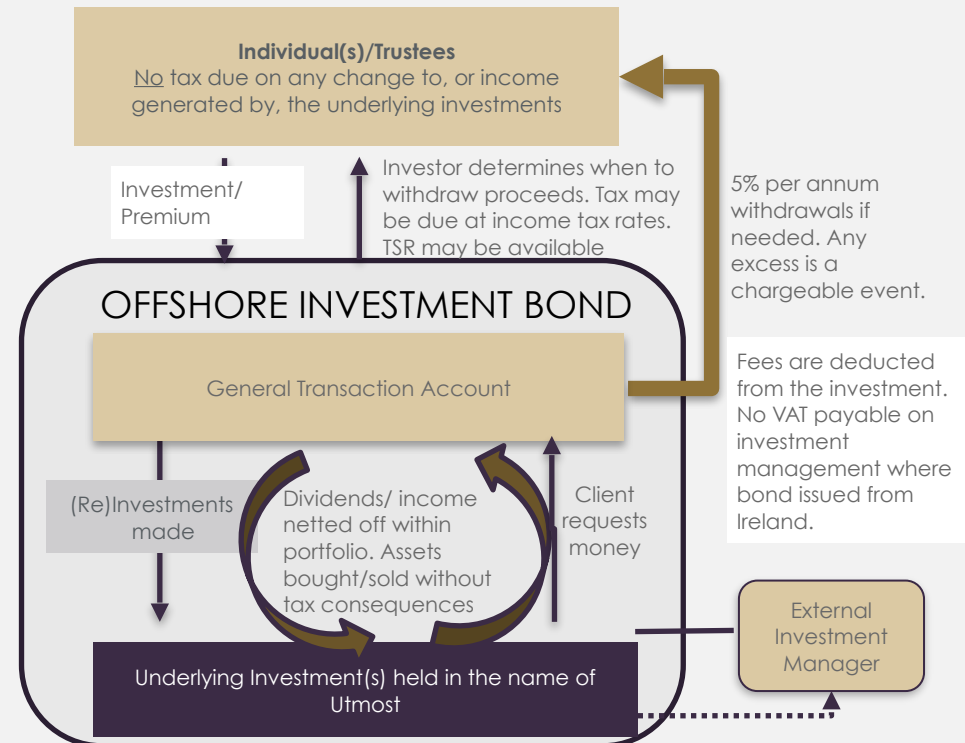 Individual(s)/Trustees
No tax due on any change to, or income
generated by, the underlying investments
Investment/
Premium
Investor determines when to
withdraw proceeds. Tax may
be due at income tax rates.
TSR may be available
5% per annum
withdrawals if
needed. Any
excess is a
chargeable event.
OFFSHORE INVESTMENT BOND
General Transaction Account
Fees are deducted
from the investment.
No VAT payable on
investment
management where
bond issued from
Ireland.
(Re)Investments
made
Dividends/ income
netted off within
portfolio. Assets
bought/sold without
tax consequences
Client
requests
money
External
Investment
Manager
Underlying Investment(s) held in the name of
Utmost